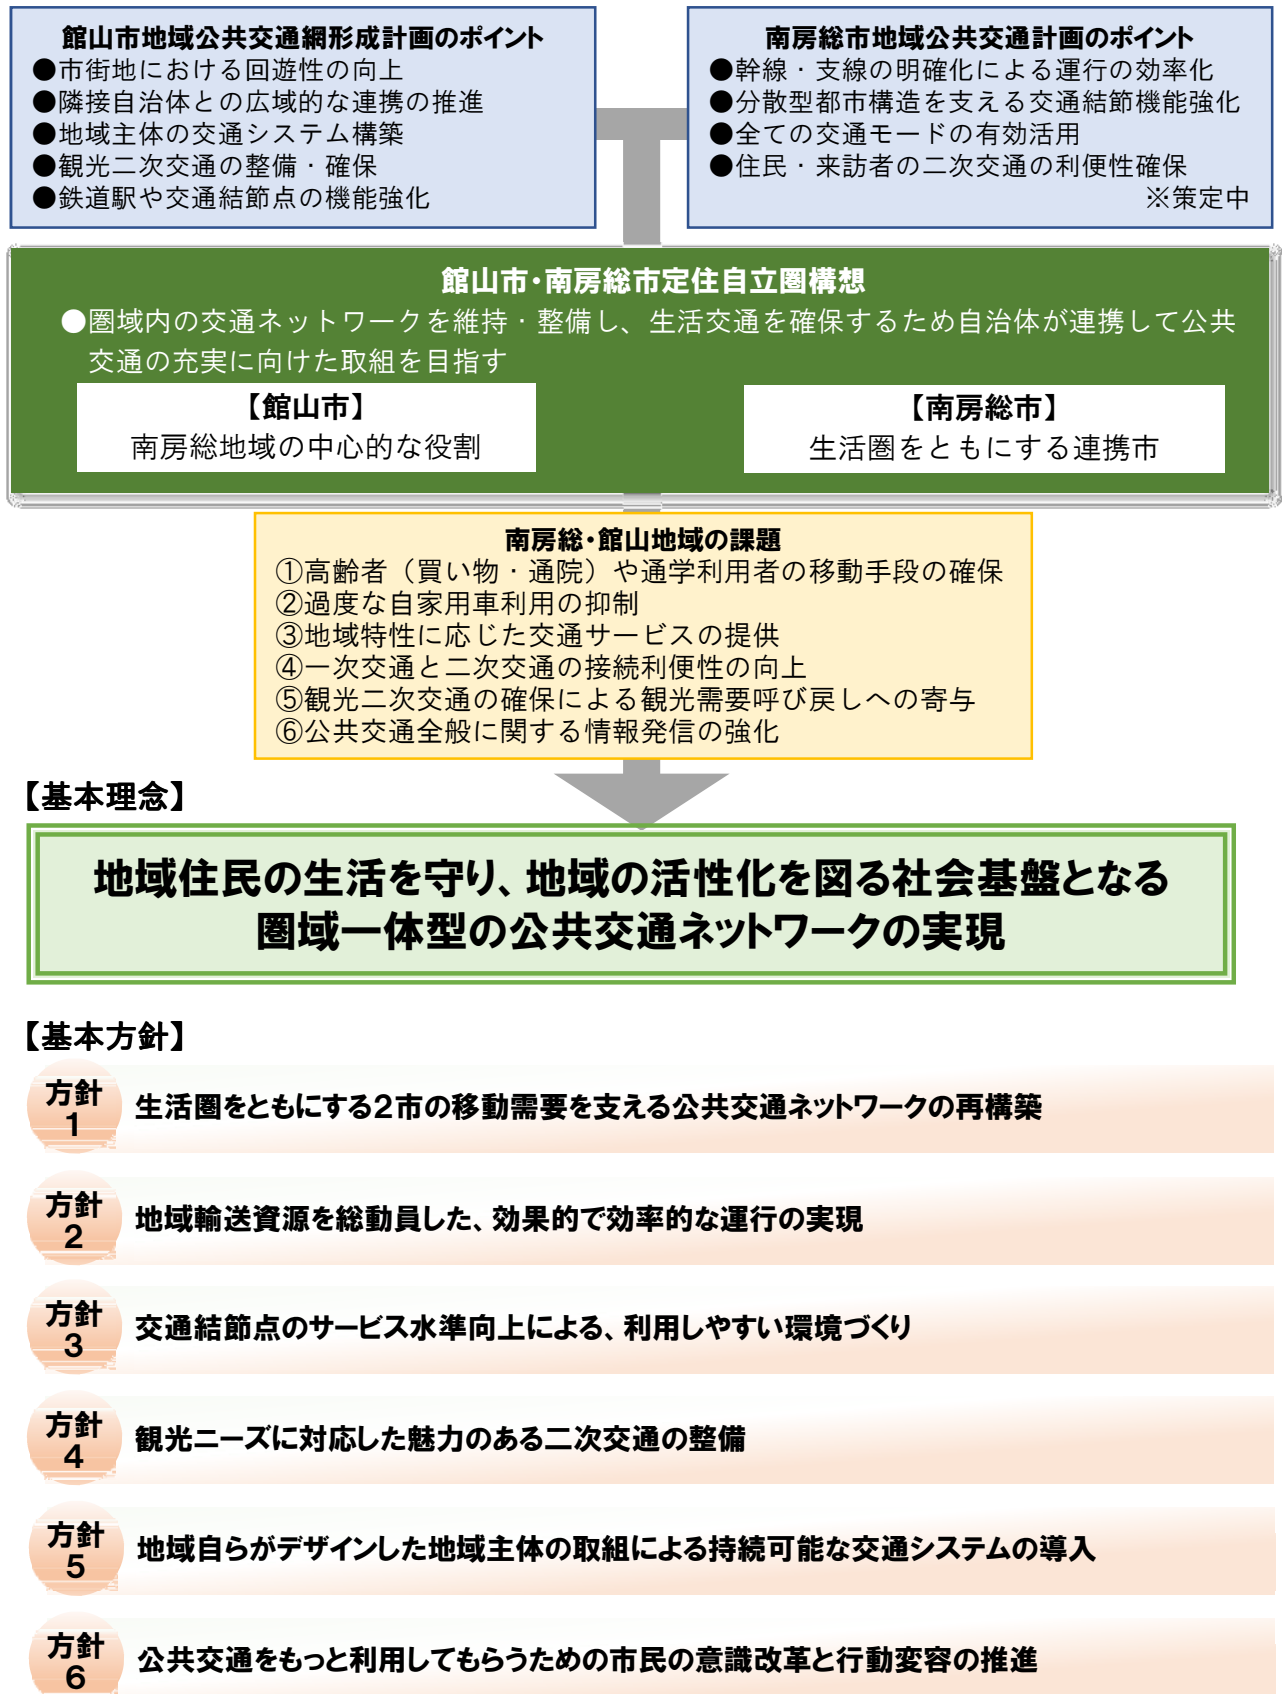 館山市地域公共交通網形成計画のポイント
●市街地における回遊性の向上
●隣接自治体との広域的な連携の推進
●地域主体の交通システム構築
●観光二次交通の整備・確保
●鉄道駅や交通結節点の機能強化
南房総市地域公共交通計画のポイント
●幹線・支線の明確化による運行の効率化
●分散型都市構造を支える交通結節機能強化
●全ての交通モードの有効活用
●住民・来訪者の二次交通の利便性確保
※策定中
館山市・南房総市定住自立圏構想
●圏域内の交通ネットワークを維持・整備し、生活交通を確保するため自治体が連携して公共
交通の充実に向けた取組を目指す
【館山市】
南房総地域の中心的な役割
【南房総市】
生活圏をともにする連携市
南房総・館山地域の課題
①高齢者（買い物・通院）や通学利用者の移動手段の確保
②過度な自家用車利用の抑制
③地域特性に応じた交通サービスの提供
④一次交通と二次交通の接続利便性の向上
⑤観光二次交通の確保による観光需要呼び戻しへの寄与
⑥公共交通全般に関する情報発信の強化
【基本理念】
地域住民の生活を守り、地域の活性化を図る社会基盤となる
圏域一体型の公共交通ネットワークの実現
【基本方針】
方針
1
生活圏をともにする２市の移動需要を支える公共交通ネットワークの再構築
方針
2
地域輸送資源を総動員した、効果的で効率的な運行の実現
方針
3
交通結節点のサービス水準向上による、利用しやすい環境づくり
方針
4
観光ニーズに対応した魅力のある二次交通の整備
方針
5
地域自らがデザインした地域主体の取組による持続可能な交通システムの導入
方針
6
公共交通をもっと利用してもらうための市民の意識改革と行動変容の推進